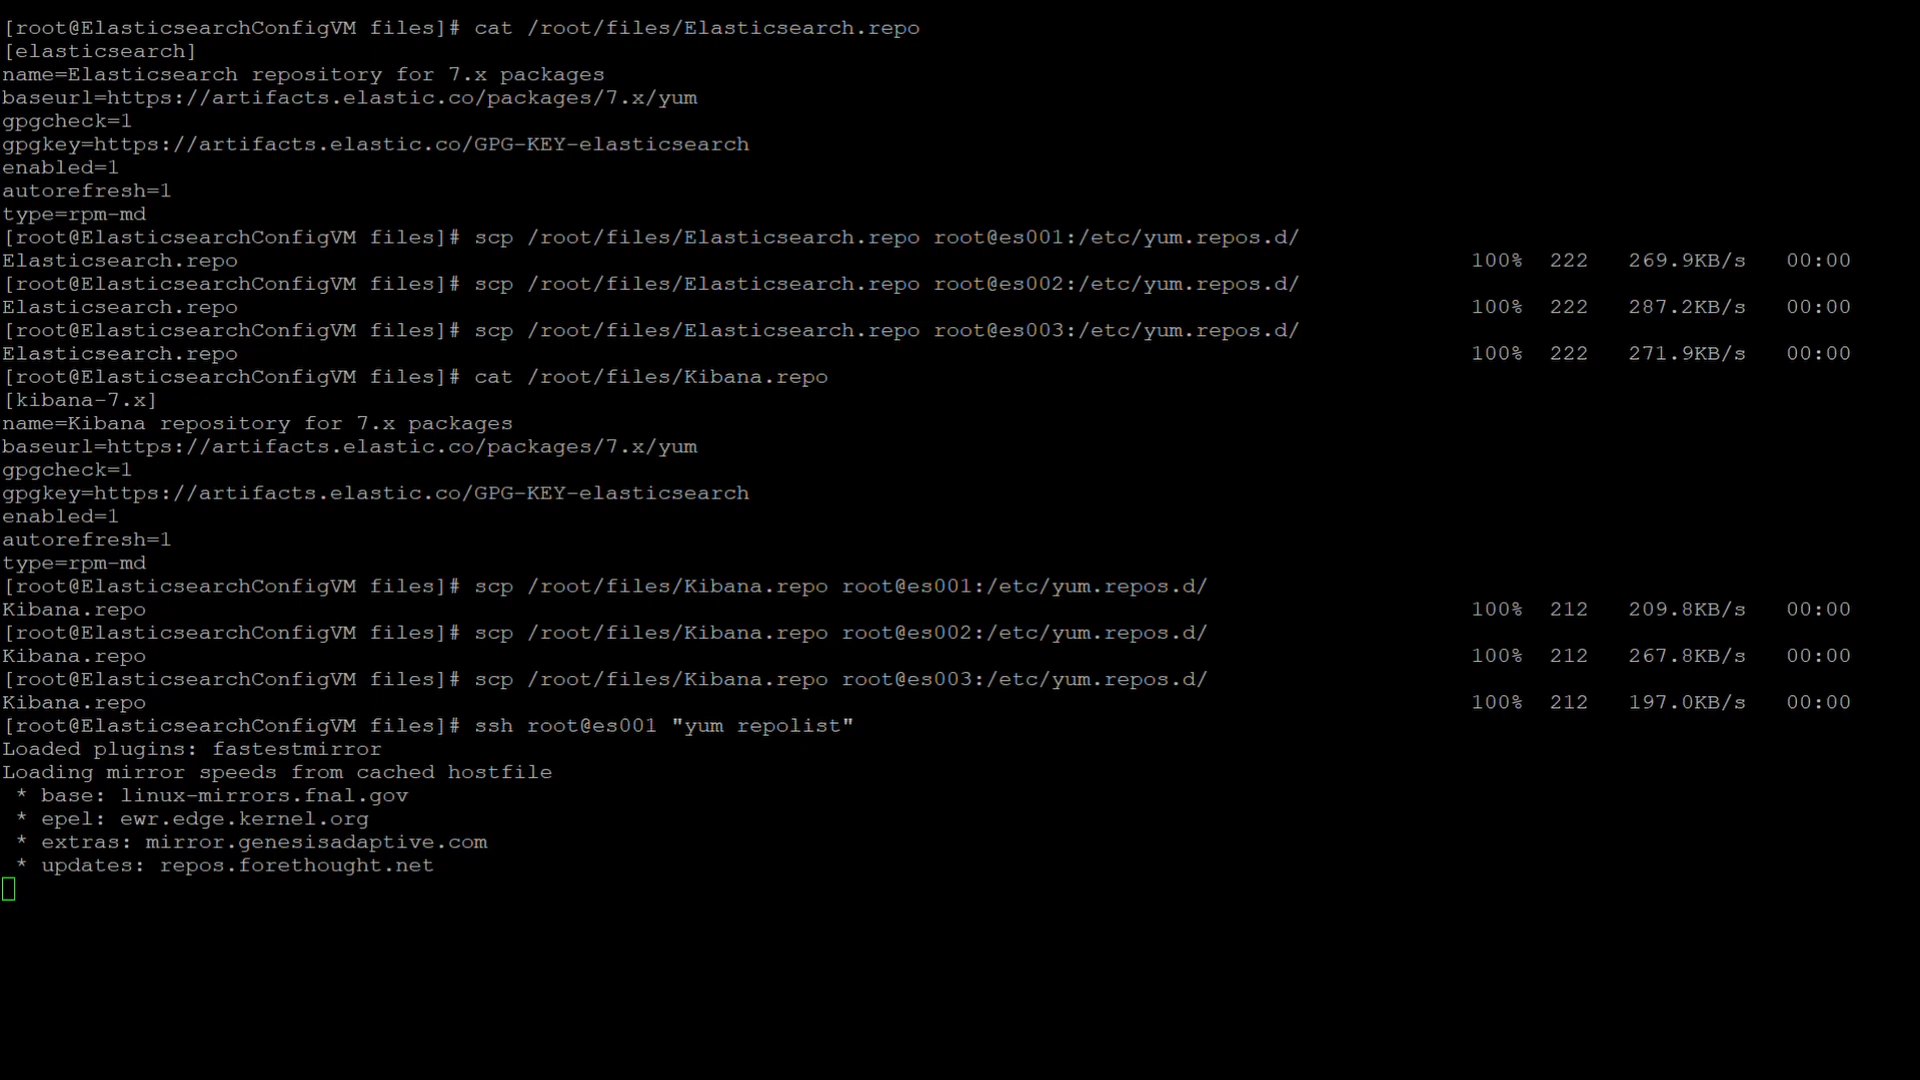 [root@ElasticsearchConfigVM files]# cat /root/files/Elasticsearch.repo
[elasticsearch]
name=Elasticsearch repository for 7.x packages
baseurl=https://artifacts.elastic.co/packages/7.x/yum
gpgcheck=1
gpgkey=https://artifacts.elastic.co/GPG-KEY-elasticsearch
enabled=1
autorefresh=1
type=rpm-md
[root@ElasticsearchConfigVM files]# scp /root/files/Elasticsearch.repo root@es001:/etc/yum.repos.d/
Elasticsearch.repo 100% 222 269.9KB/s 00:00
[root@ElasticsearchConfigVM files]# scp /root/files/Elasticsearch.repo root@es002:/etc/yum.repos.d/
Elasticsearch.repo 100% 222 287.2KB/s 00:00
[root@ElasticsearchConfigVM files]# scp /root/files/Elasticsearch.repo root@es003:/etc/yum.repos.d/
Elasticsearch.repo 100% 222 271.9KB/s 00:00
[root@ElasticsearchConfigVM files]# cat /root/files/Kibana.repo
[kibana-7.x]
name=Kibana repository for 7.x packages
baseurl=https://artifacts.elastic.co/packages/7.x/yum
gpgcheck=1
gpgkey=https://artifacts.elastic.co/GPG-KEY-elasticsearch
enabled=1
autorefresh=1
type=rpm-md
[root@ElasticsearchConfigVM files]# scp /root/files/Kibana.repo root@es001:/etc/yum.repos.d/
Kibana.repo 100% 212 209.8KB/s 00:00
[root@ElasticsearchConfigVM files]# scp /root/files/Kibana.repo root@es002:/etc/yum.repos.d/
Kibana.repo 100% 212 267.8KB/s 00:00
[root@ElasticsearchConfigVM files]# scp /root/files/Kibana.repo root@es003:/etc/yum.repos.d/
Kibana.repo 100% 212 197.0KB/s 00:00
[root@ElasticsearchConfigVM files]# ssh root@es001 "yum repolist"
Loaded plugins: fastestmirror
Loading mirror speeds from cached hostfile
 * base: linux-mirrors.fnal.gov
 * epel: ewr.edge.kernel.org
 * extras: mirror.genesisadaptive.com
 * updates: repos.forethought.net